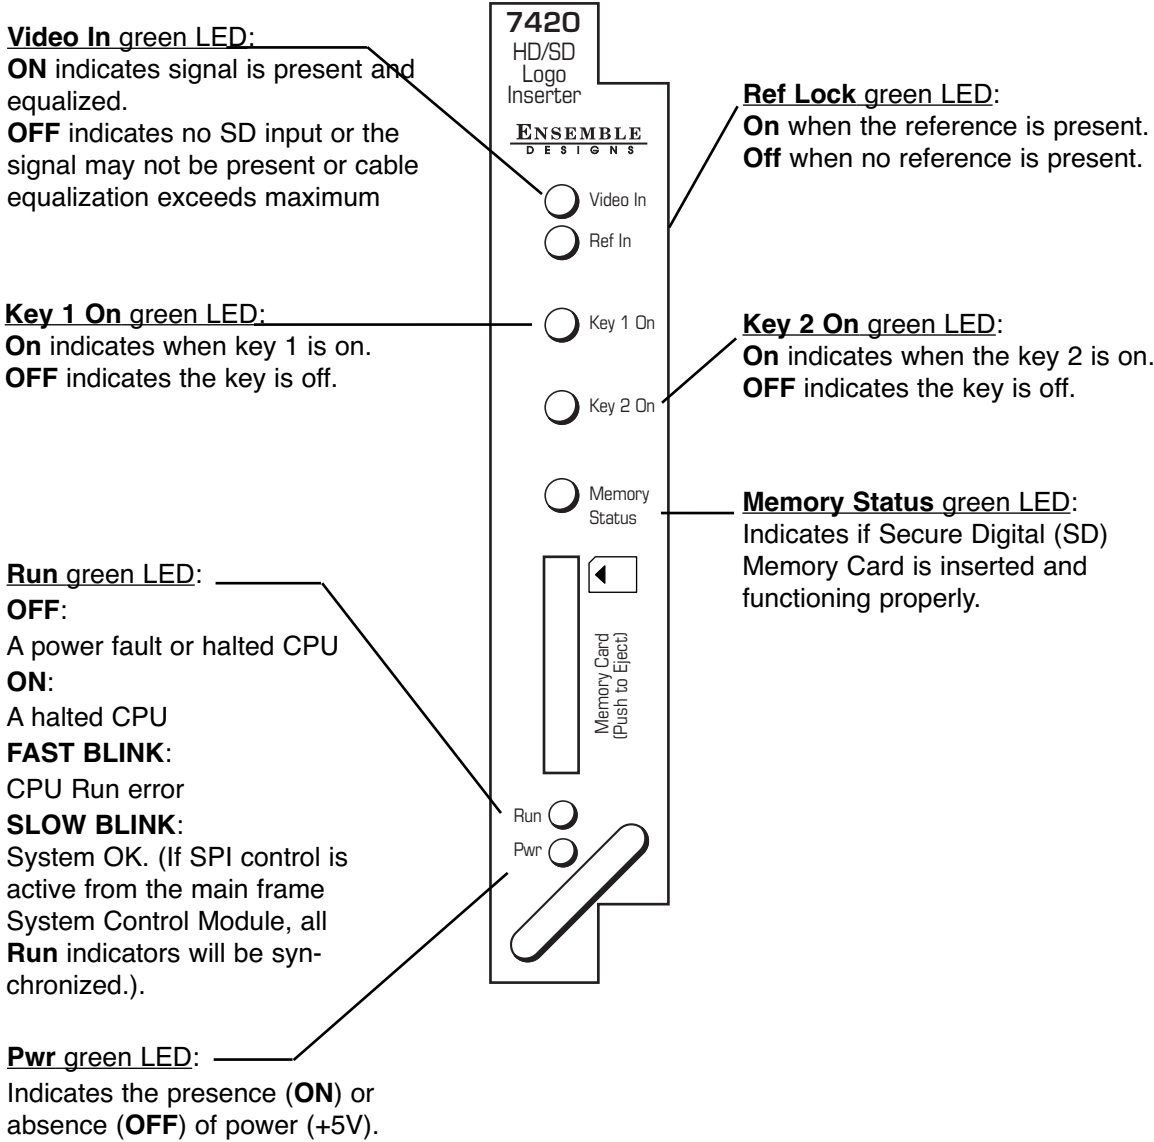 Video In green LED:
ON indicates signal is present and
equalized.
OFF indicates no SD input or the
signal may not be present or cable
equalization exceeds maximum
Key 1 On green LED:
On indicates when key 1 is on.
OFF indicates the key is off.
Run green LED:
OFF:
A power fault or halted CPU
ON:
A halted CPU
FAST BLINK:
CPU Run error
SLOW BLINK:
System OK. (If SPI control is
active from the main frame
System Control Module, all
Run indicators will be syn-
chronized.).
Pwr green LED:
Indicates the presence (ON) or
absence (OFF) of power (+5V).
7420
HD/SD
Logo
Inserter
ENSEMBLE
DESIGNS
Video In
Ref In
Key 1 On
Key 2 On
Memory
Status
Memory Card
(Push to Eject)
Run
Pwr
Ref Lock green LED:
On when the reference is present.
Off when no reference is present.
Key 2 On green LED:
On indicates when the key 2 is on.
OFF indicates the key is off.
Memory Status green LED:
Indicates if Secure Digital (SD)
Memory Card is inserted and
functioning properly.